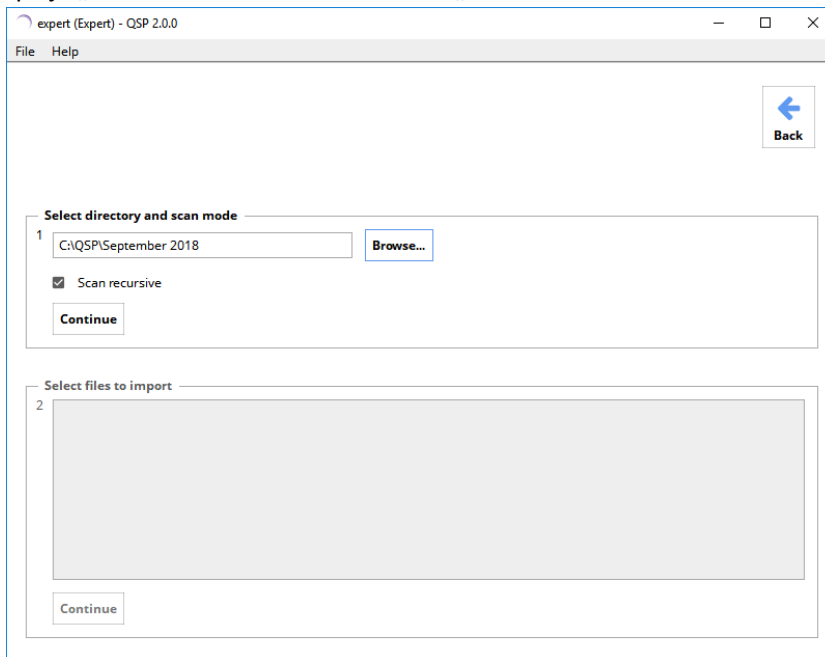 expert (Expert) - QSP 2.0.0
File Help
Back
Select directory and scan mode
1
C:\QSP\September 2018
Browse...
Scan recursive
Continue
Select files to import
2
Continue